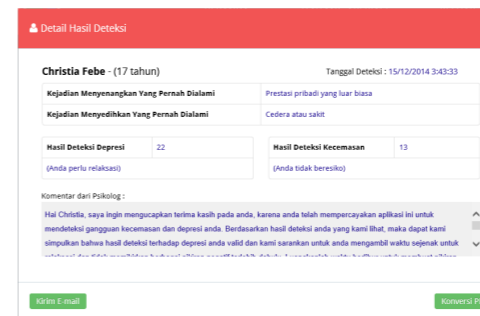 Detail Hasil Deteksi
Christia Febe - (17 tahun)
Tanggal Deteksi : 15/12/2014 3:43:33
Kejadian Menyenangkan Yang Pernah Dialami
Prestasi pribadi yang luar biasa
Kejadian Menyedihkan Yang Pernah Dialami
Cedera atau sakit
Hasil Deteksi Depresi 22
Hasil Deteksi Kecemasan 13
(Anda perlu relaksasi)
(Anda tidak beresiko)
Komentar dari Psikolog :
Hai Christia, saya ingin mengucapkan terima kasih pada anda, karena anda telah mempercayakan aplikasi ini untuk
mendeteksi gangguan kecemasan dan depresi anda. Berdasarkan hasil deteksi anda yang kami lihat, maka dapat kami
simpulkan bahwa hasil deteksi terhadap depresi anda valid dan kami sarankan untuk anda mengambil waktu sejenak untuk
Kirim E-mail
Konversi P